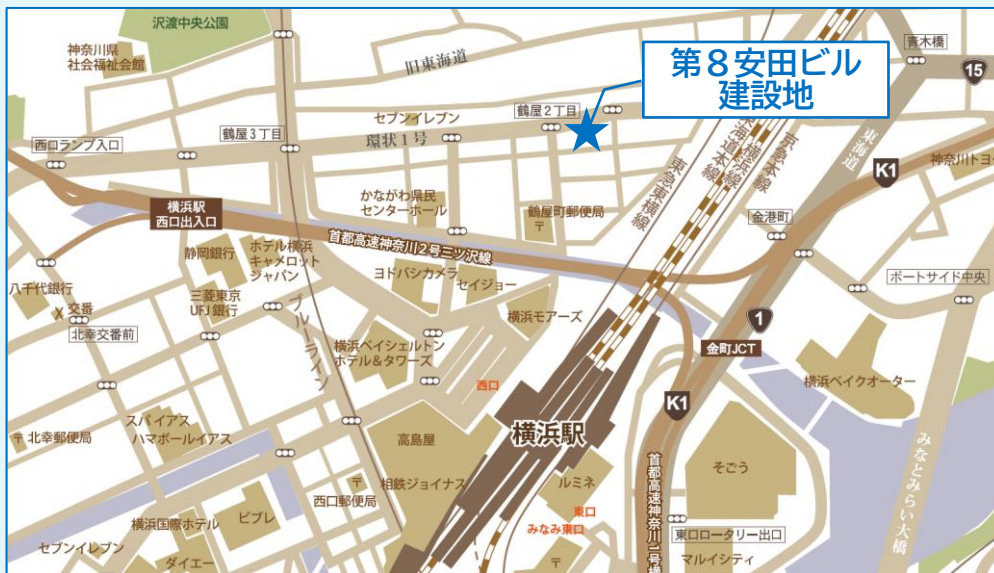 沢渡中央公園
神奈川県
社会福祉会館
旧東海道
第８安田ビル
建設地
青木橋
15
西口ランプ入口
鶴屋３丁目
環状１号
セブンイレブン
鶴屋２丁目
東急東横線
東海道本線
横浜線
京急本線
東海道
K1
神奈川トヨ
横浜駅
西口出入口
かながわ県民
センターホール
鶴屋町郵便局
〒
金港町
首都高速神奈川２号三ツ沢線
静岡銀行
ホテル横浜
キャメロット
ジャパン
ヨドバシカメラ
セイジョー
ポートサイド中央
八千代銀行
交番
北幸交番前
三菱東京
UFJ 銀行
ブルーライン
横浜ベイシェルトン
ホテル＆タワーズ
横浜モアーズ
1
金町JCT
横浜ベイクオーター
西口
K1
スパイアス
ハマボールイアス
〒北幸郵便局
高島屋
横浜駅
そごう
みなとみらい大橋
相鉄ジョイナス
ルミネ
首都高速神奈川１号横
〒
西口郵便局
東口
みなみ東口
東口ロータリー出口
横浜国際ホテル
ビブレ
セブンイレブン
ダイエー
〒
マルイシティ